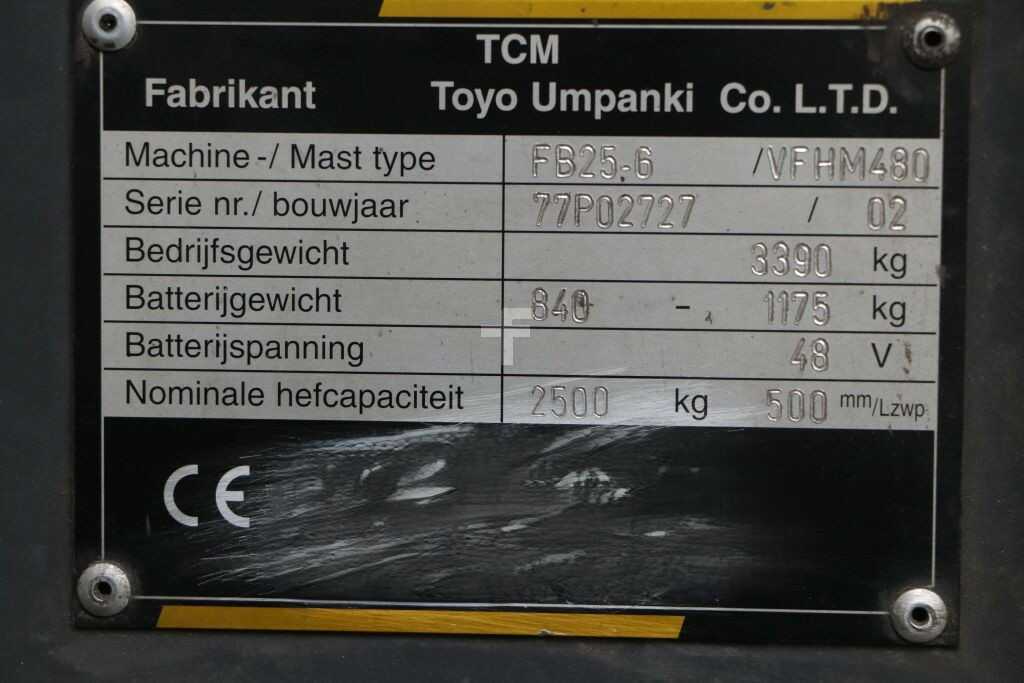 TCM
Fabrikant Toyo Umpanki Co. L.T.D.
Machine -/ Mast type FB25-6 /VFHM480
Serie nr./ bouwjaar 77P02727 / 02
Bedrijfsgewicht 3390 kg
Batterijgewicht 840 - 1175 kg
Batterijspanning 48 V
Nominale hefcapaciteit 2500 kg 500 mm/Lzwp
CE